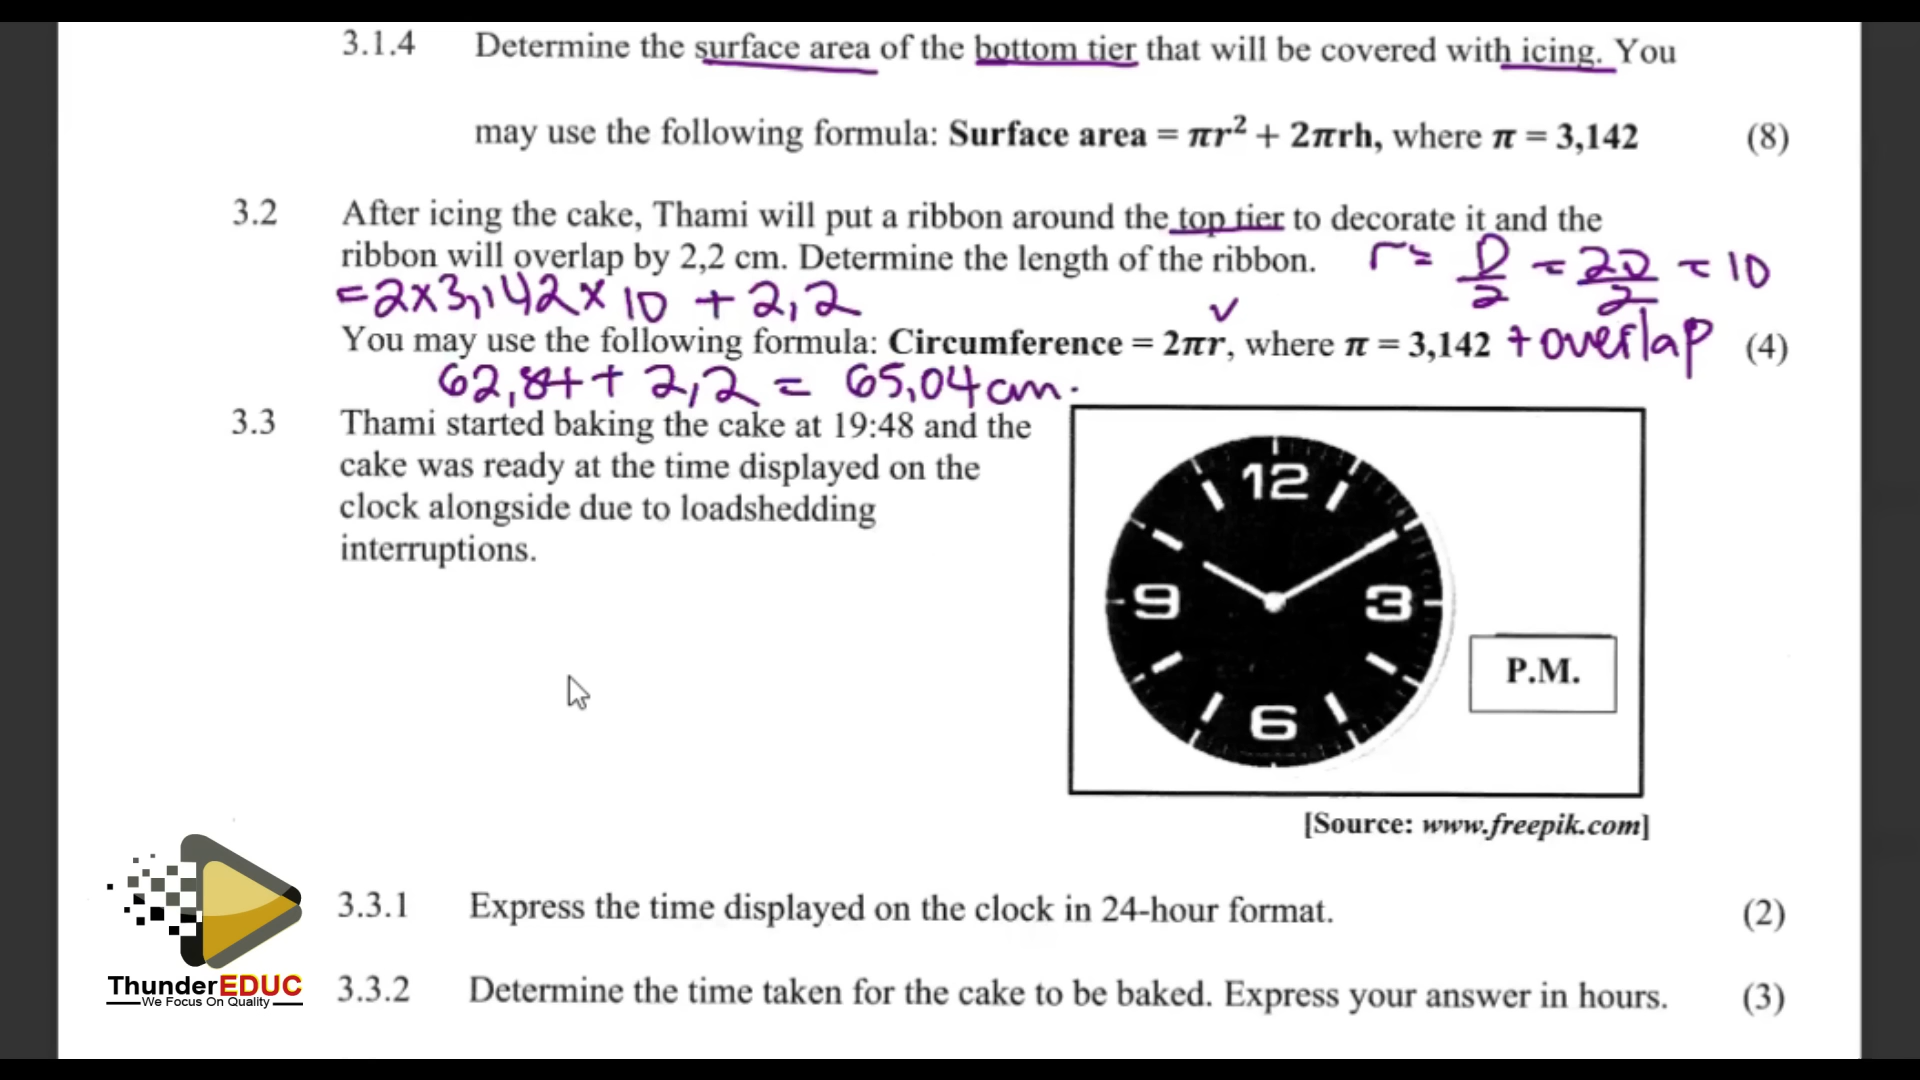 3.1.4 Determine the surface area of the bottom tier that will be covered with icing. You
may use the following formula: Surface area = πr² + 2πrh, where π = 3,142 (8)
3.2 After icing the cake, Thami will put a ribbon around the top tier to decorate it and the
ribbon will overlap by 2,2 cm. Determine the length of the ribbon. r = D/2 = 20/2 = 10
= 2 x 3,142 x 10 + 2,2
You may use the following formula: Circumference = 2πr, where π = 3,142 + overlap (4)
62,84 + 2,2 = 65,04 cm.
3.3 Thami started baking the cake at 19:48 and the
cake was ready at the time displayed on the
clock alongside due to loadshedding
interruptions.
12
9
3
6
P.M.
[Source: www.freepik.com]
3.3.1 Express the time displayed on the clock in 24-hour format. (2)
3.3.2 Determine the time taken for the cake to be baked. Express your answer in hours. (3)
ThunderEDUC
We Focus On Quality